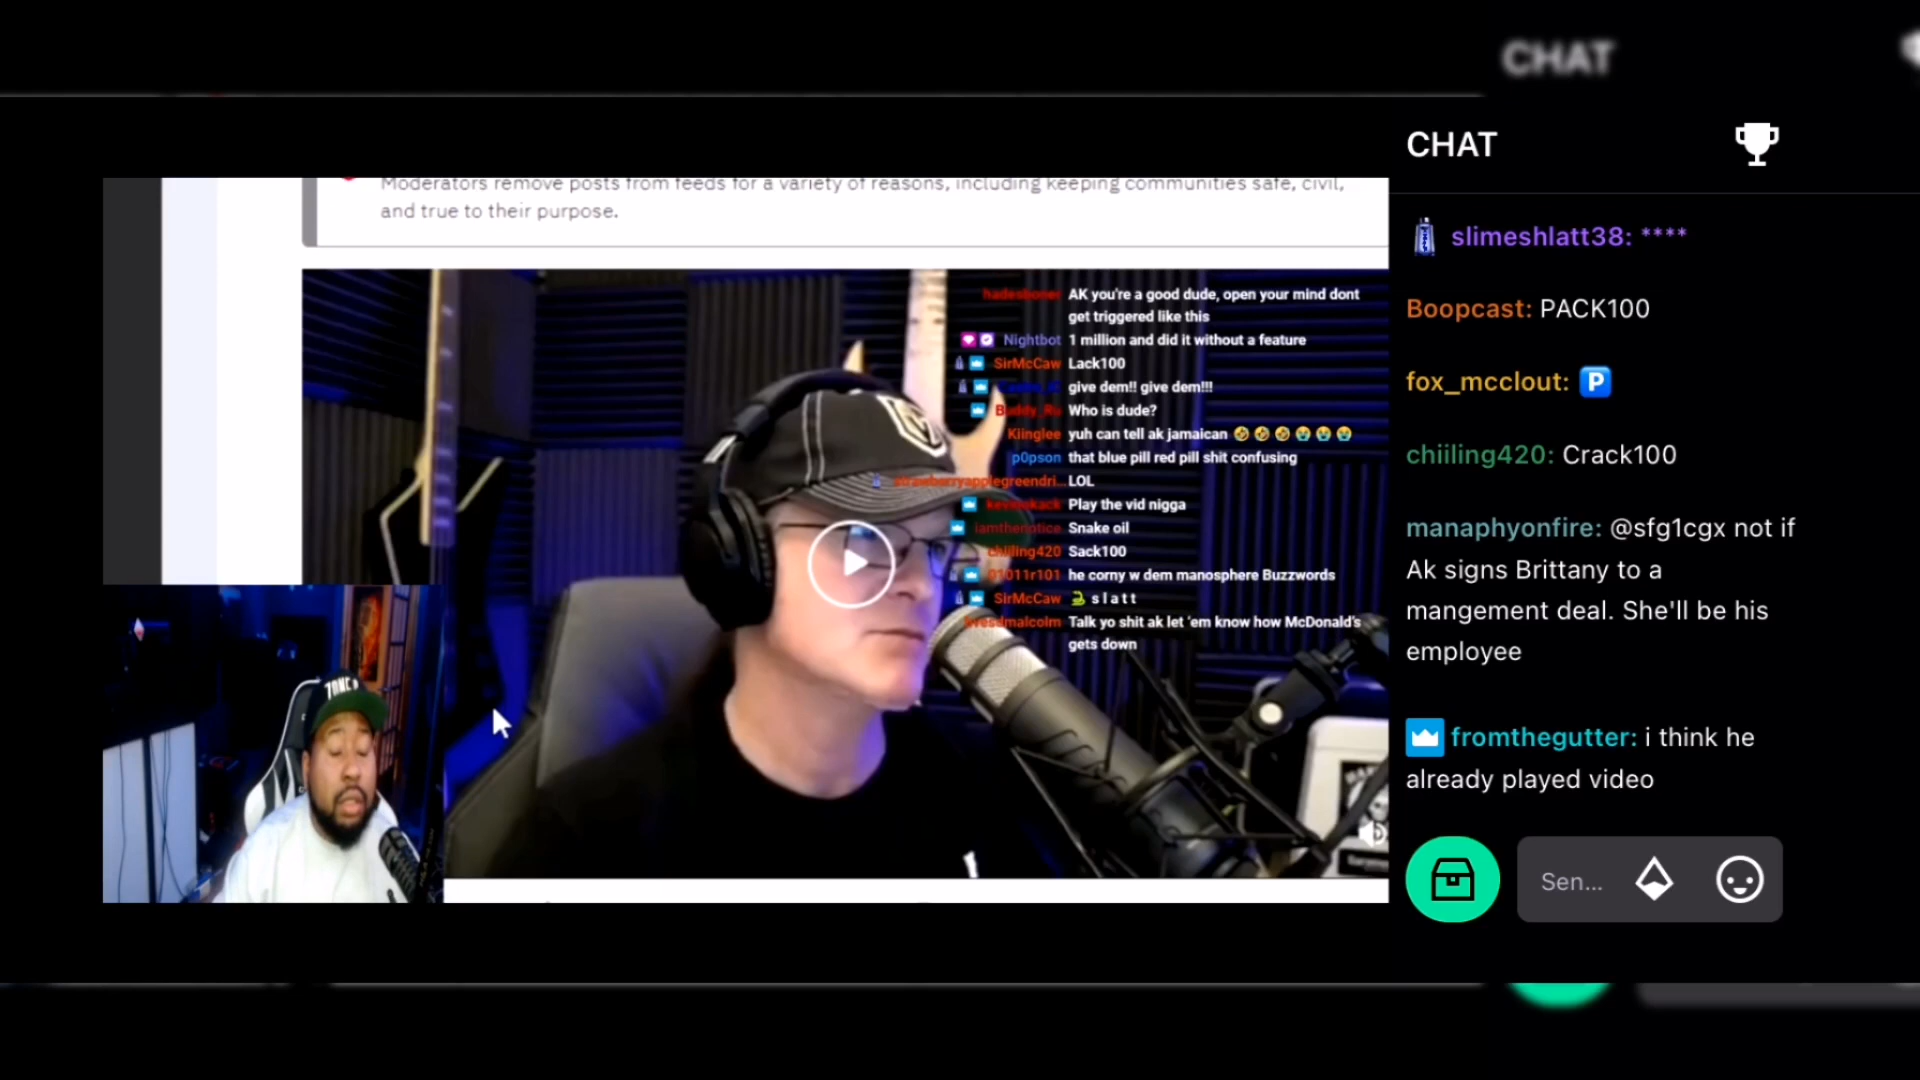 CHAT
CHAT
Moderators remove posts from feeds for a variety of reasons, including keeping communities safe, civil,
and true to their purpose.
AK you're a good dude, open your mind dont
get triggered like this
Nightbot 1 million and did it without a feature
SirMcCaw Lack100
give dem!! give dem!!!
Buddy_Ru Who is dude?
Kiinglee yuh can tell ak jamaican 🤣 🤣 🤣 😭 😭 😭
p0pson that blue pill red pill shit confusing
strawberryapplegreendri... LOL
Play the vid nigga
iamthenotice Snake oil
chiiling420 Sack100
01011r101 he corny w dem manosphere Buzzwords
SirMcCaw 🐍 s l a t t
Talk yo shit ak let 'em know how McDonald's
gets down
ZONE
slimeshlatt38: ****
Boopcast: PACK100
fox_mcclout: 🅿️
chiiling420: Crack100
manaphyonfire: @sfg1cgx not if
Ak signs Brittany to a
mangement deal. She'll be his
employee
fromthegutter: i think he
already played video
Sen...